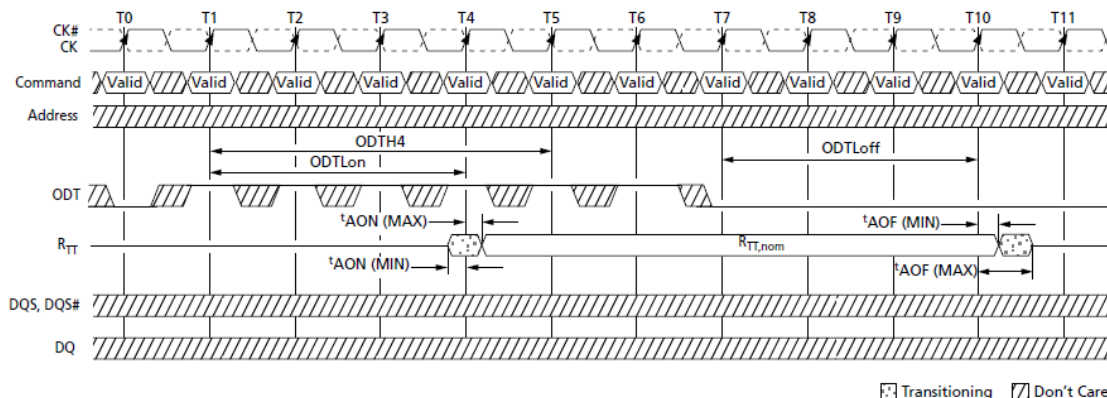 T0 T1 T2 T3 T4 T5 T6 T7 T8 T9 T10 T11
CK#
CK
Command Valid Valid Valid Valid Valid Valid Valid Valid Valid Valid Valid Valid
Address
ODTH4
ODTLon ODTLoff
ODT
tAON (MAX) tAOF (MIN)
RTT RTT,nom
tAON (MIN) tAOF (MAX)
DQS, DQS#
DQ
Transitioning Don't Care